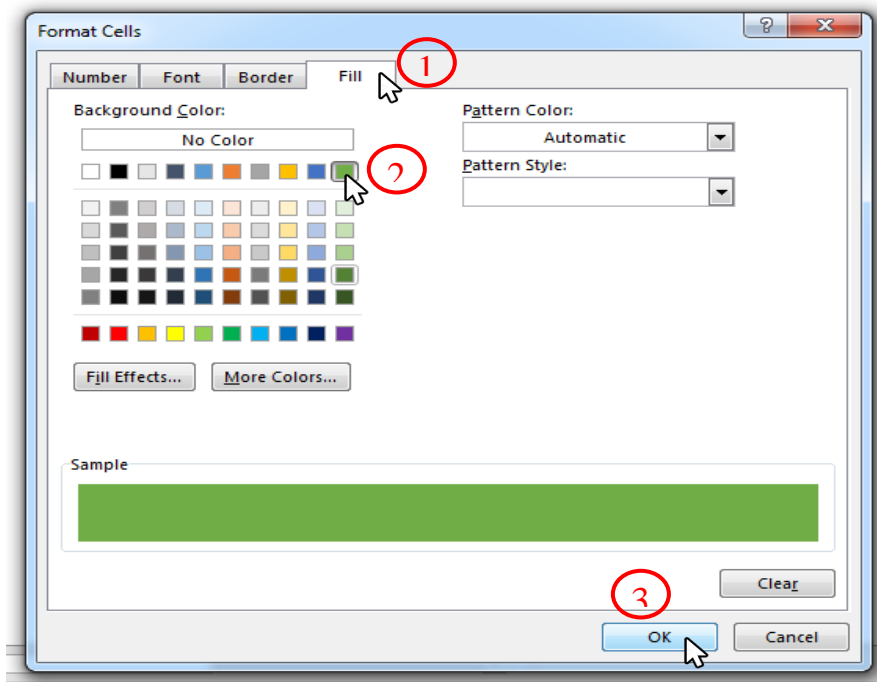 Format Cells
?
Number Font Border Fill
1
Background Color:
No Color
2
Pattern Color:
Automatic
Pattern Style:
Fill Effects... More Colors...
Sample
Clear
3
OK Cancel